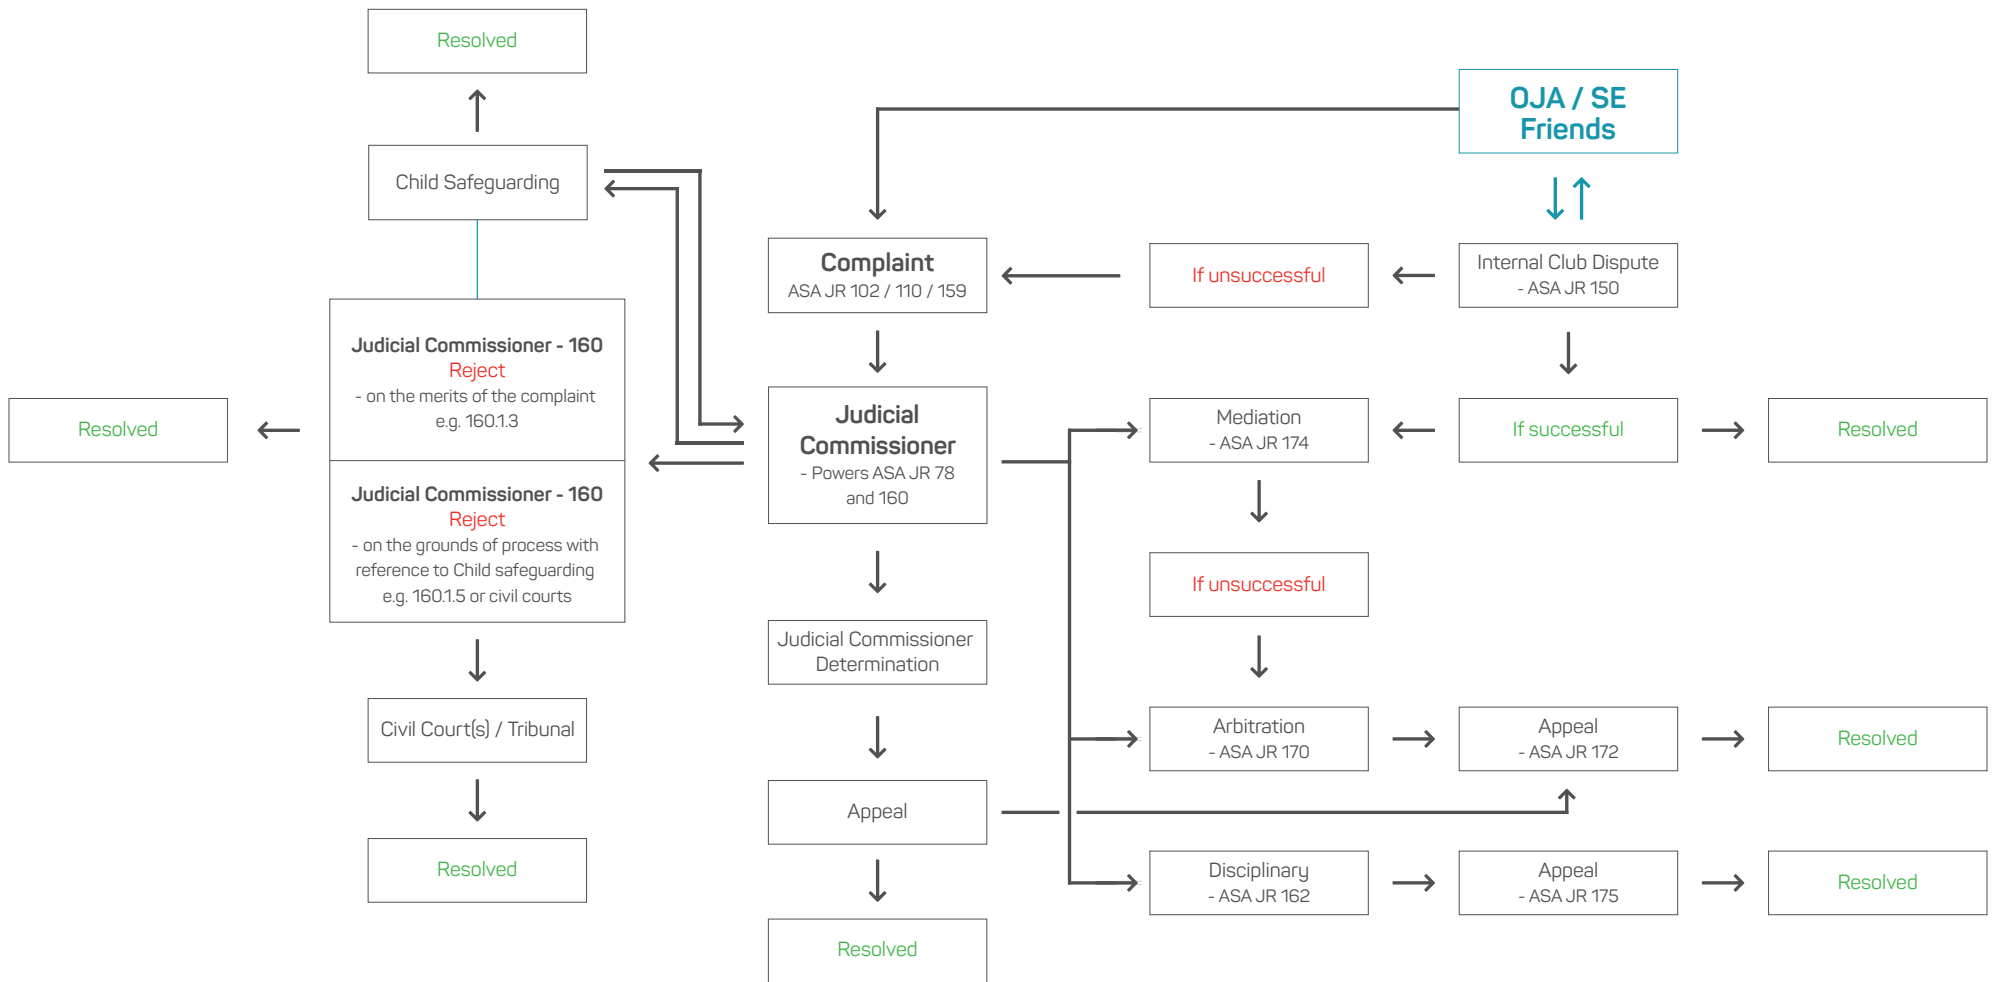 Resolved
OJA / SE
Friends
Child Safeguarding
Complaint
ASA JR 102 / 110 / 159
If unsuccessful
Internal Club Dispute
- ASA JR 150
Judicial Commissioner - 160
Reject
- on the merits of the complaint
e.g. 160.1.3
Resolved
Judicial
Commissioner
- Powers ASA JR 78
and 160
Mediation
- ASA JR 174
If successful
Resolved
Judicial Commissioner - 160
Reject
- on the grounds of process with
reference to Child safeguarding
e.g. 160.1.5 or civil courts
If unsuccessful
Judicial Commissioner
Determination
Civil Court(s) / Tribunal
Arbitration
- ASA JR 170
Appeal
- ASA JR 172
Resolved
Appeal
Resolved
Disciplinary
- ASA JR 162
Appeal
- ASA JR 175
Resolved
Resolved